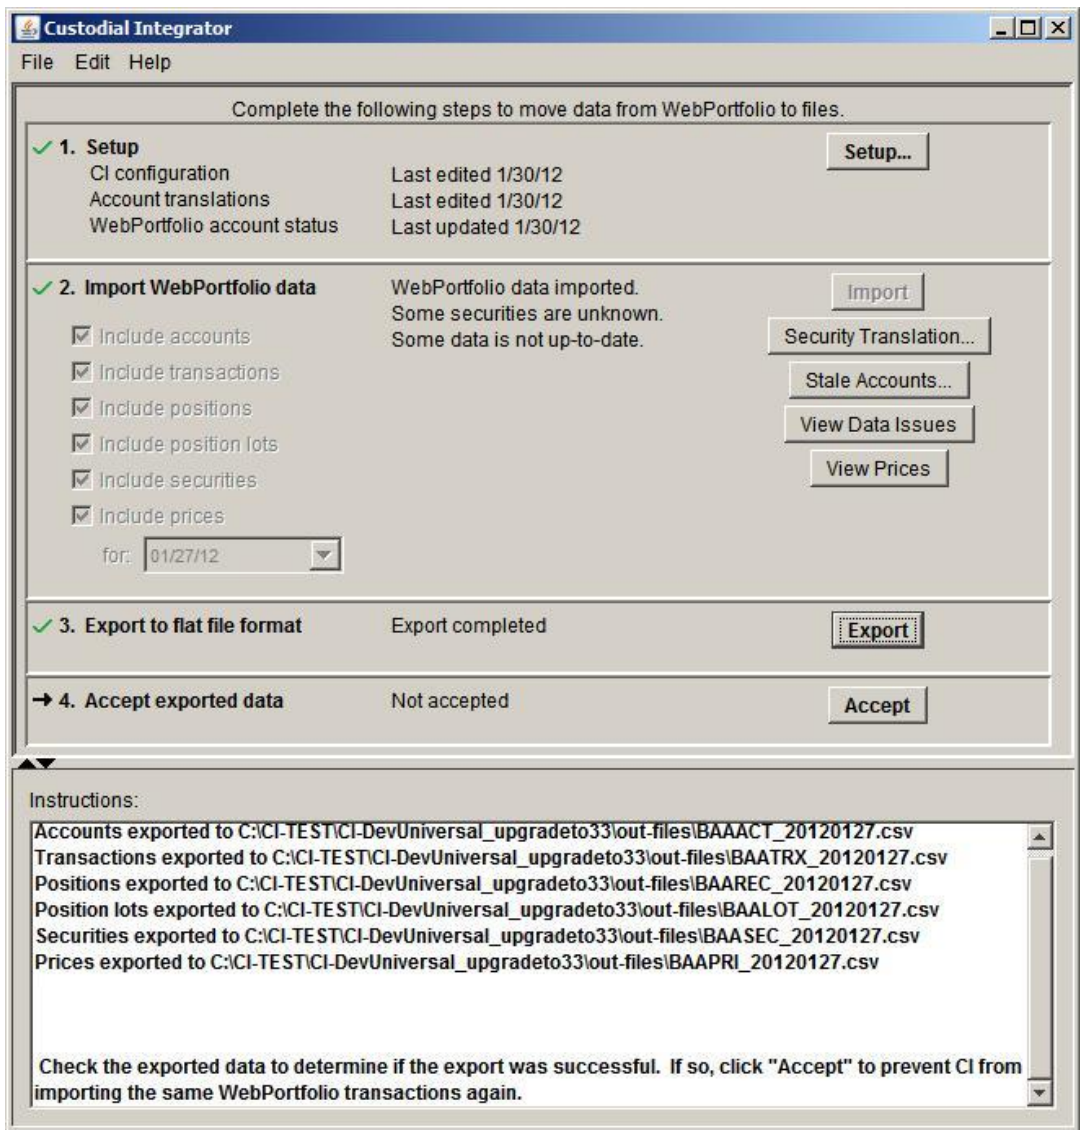 Custodial Integrator
File Edit Help
Complete the following steps to move data from WebPortfolio to files.
1. Setup
Setup...
CI configuration Last edited 1/30/12
Account translations Last edited 1/30/12
WebPortfolio account status Last updated 1/30/12
2. Import WebPortfolio data
WebPortfolio data imported.
Some securities are unknown.
Some data is not up-to-date.
Import
Include accounts
Include transactions
Include positions
Include position lots
Include securities
Include prices
for: 01/27/12
Security Translation...
Stale Accounts...
View Data Issues
View Prices
3. Export to flat file format Export completed Export
4. Accept exported data Not accepted Accept
Instructions:
Accounts exported to C:\CI-TEST\CI-DevUniversal_upgradeto33\out-files\BAAACT_20120127.csv
Transactions exported to C:\CI-TEST\CI-DevUniversal_upgradeto33\out-files\BAATRX_20120127.csv
Positions exported to C:\CI-TEST\CI-DevUniversal_upgradeto33\out-files\BAAREC_20120127.csv
Position lots exported to C:\CI-TEST\CI-DevUniversal_upgradeto33\out-files\BAALOT_20120127.csv
Securities exported to C:\CI-TEST\CI-DevUniversal_upgradeto33\out-files\BAASEC_20120127.csv
Prices exported to C:\CI-TEST\CI-DevUniversal_upgradeto33\out-files\BAAPRI_20120127.csv
Check the exported data to determine if the export was successful. If so, click "Accept" to prevent CI from
importing the same WebPortfolio transactions again.